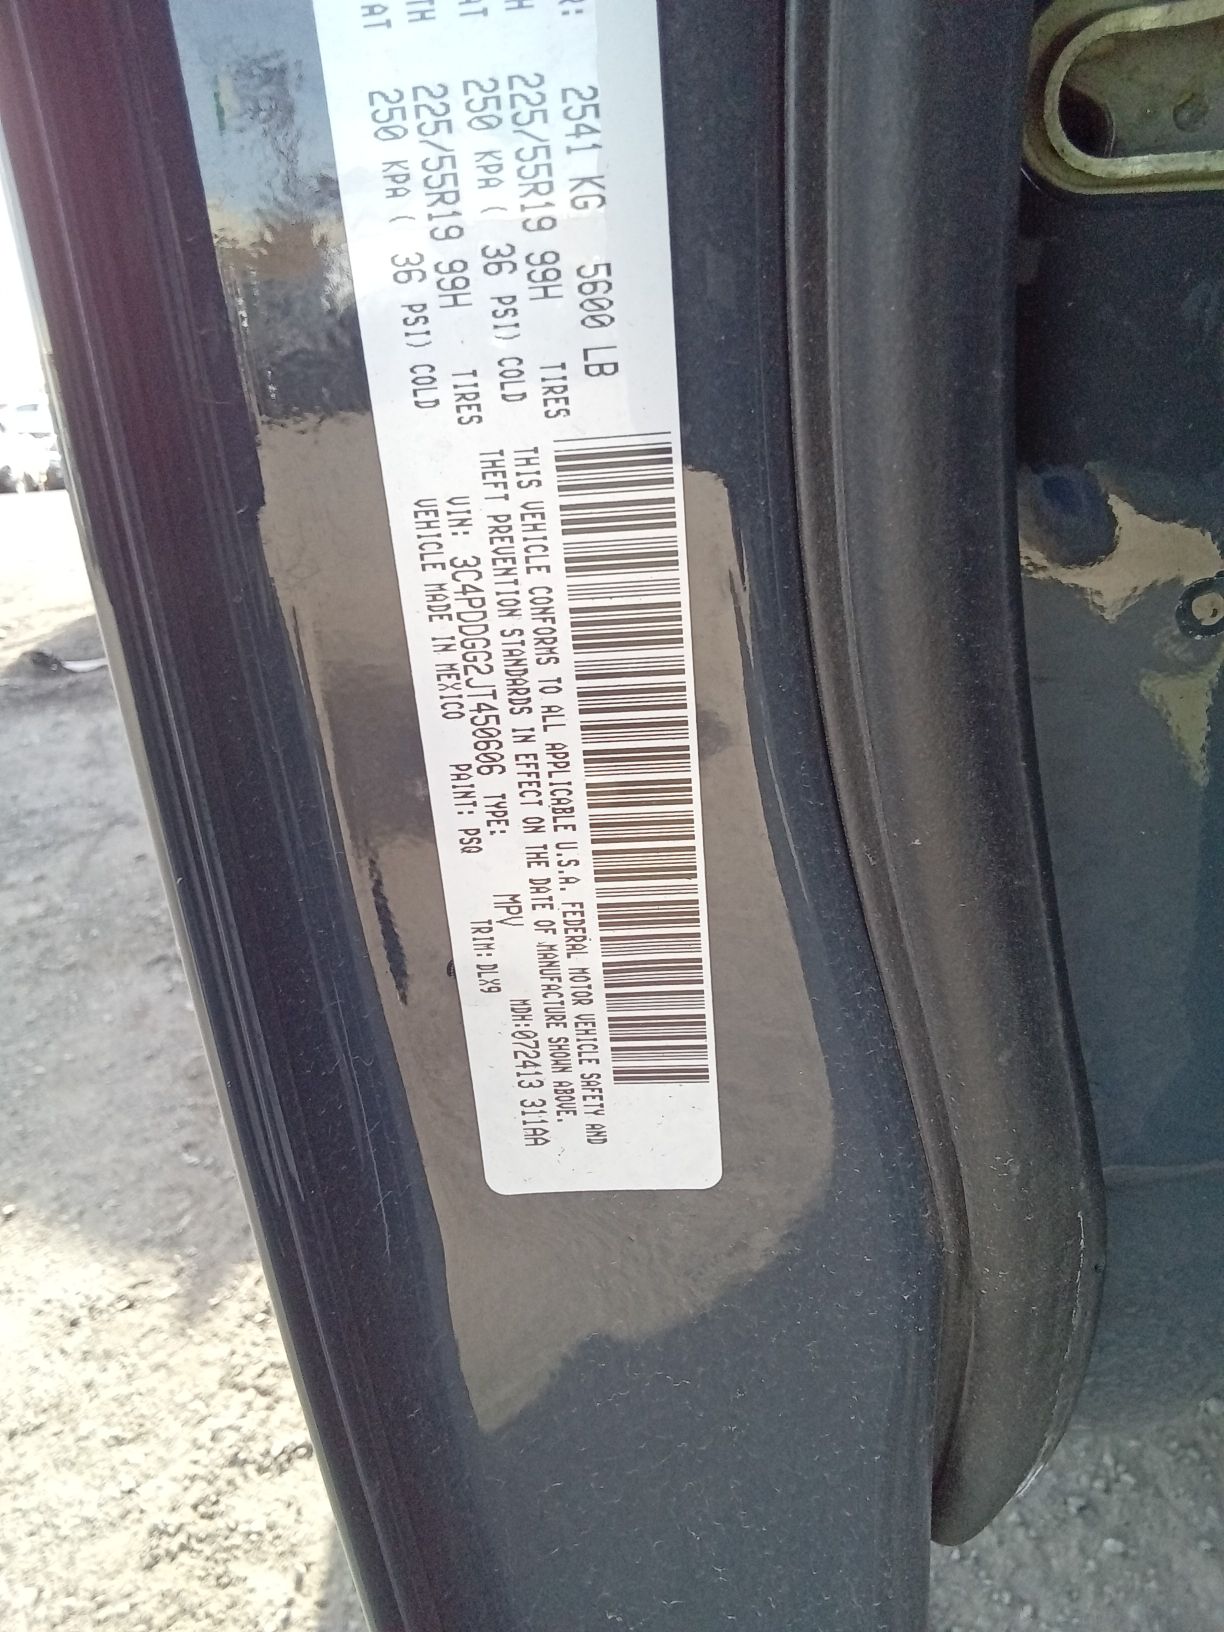 R: 2541 KG 5600 LB
H 225/55R19 99H TIRES
AT 250 KPA ( 36 PSI) COLD
TH 225/55R19 99H TIRES
AT 250 KPA ( 36 PSI) COLD
THIS VEHICLE CONFORMS TO ALL APPLICABLE U.S.A. FEDERAL MOTOR VEHICLE SAFETY AND
THEFT PREVENTION STANDARDS IN EFFECT ON THE DATE OF MANUFACTURE SHOWN ABOVE.
VIN: 3C4PDDGG2JT450606 TYPE: MPV MDH:072413 311AA
VEHICLE MADE IN MEXICO PAINT: PSQ TRIM: DLX9